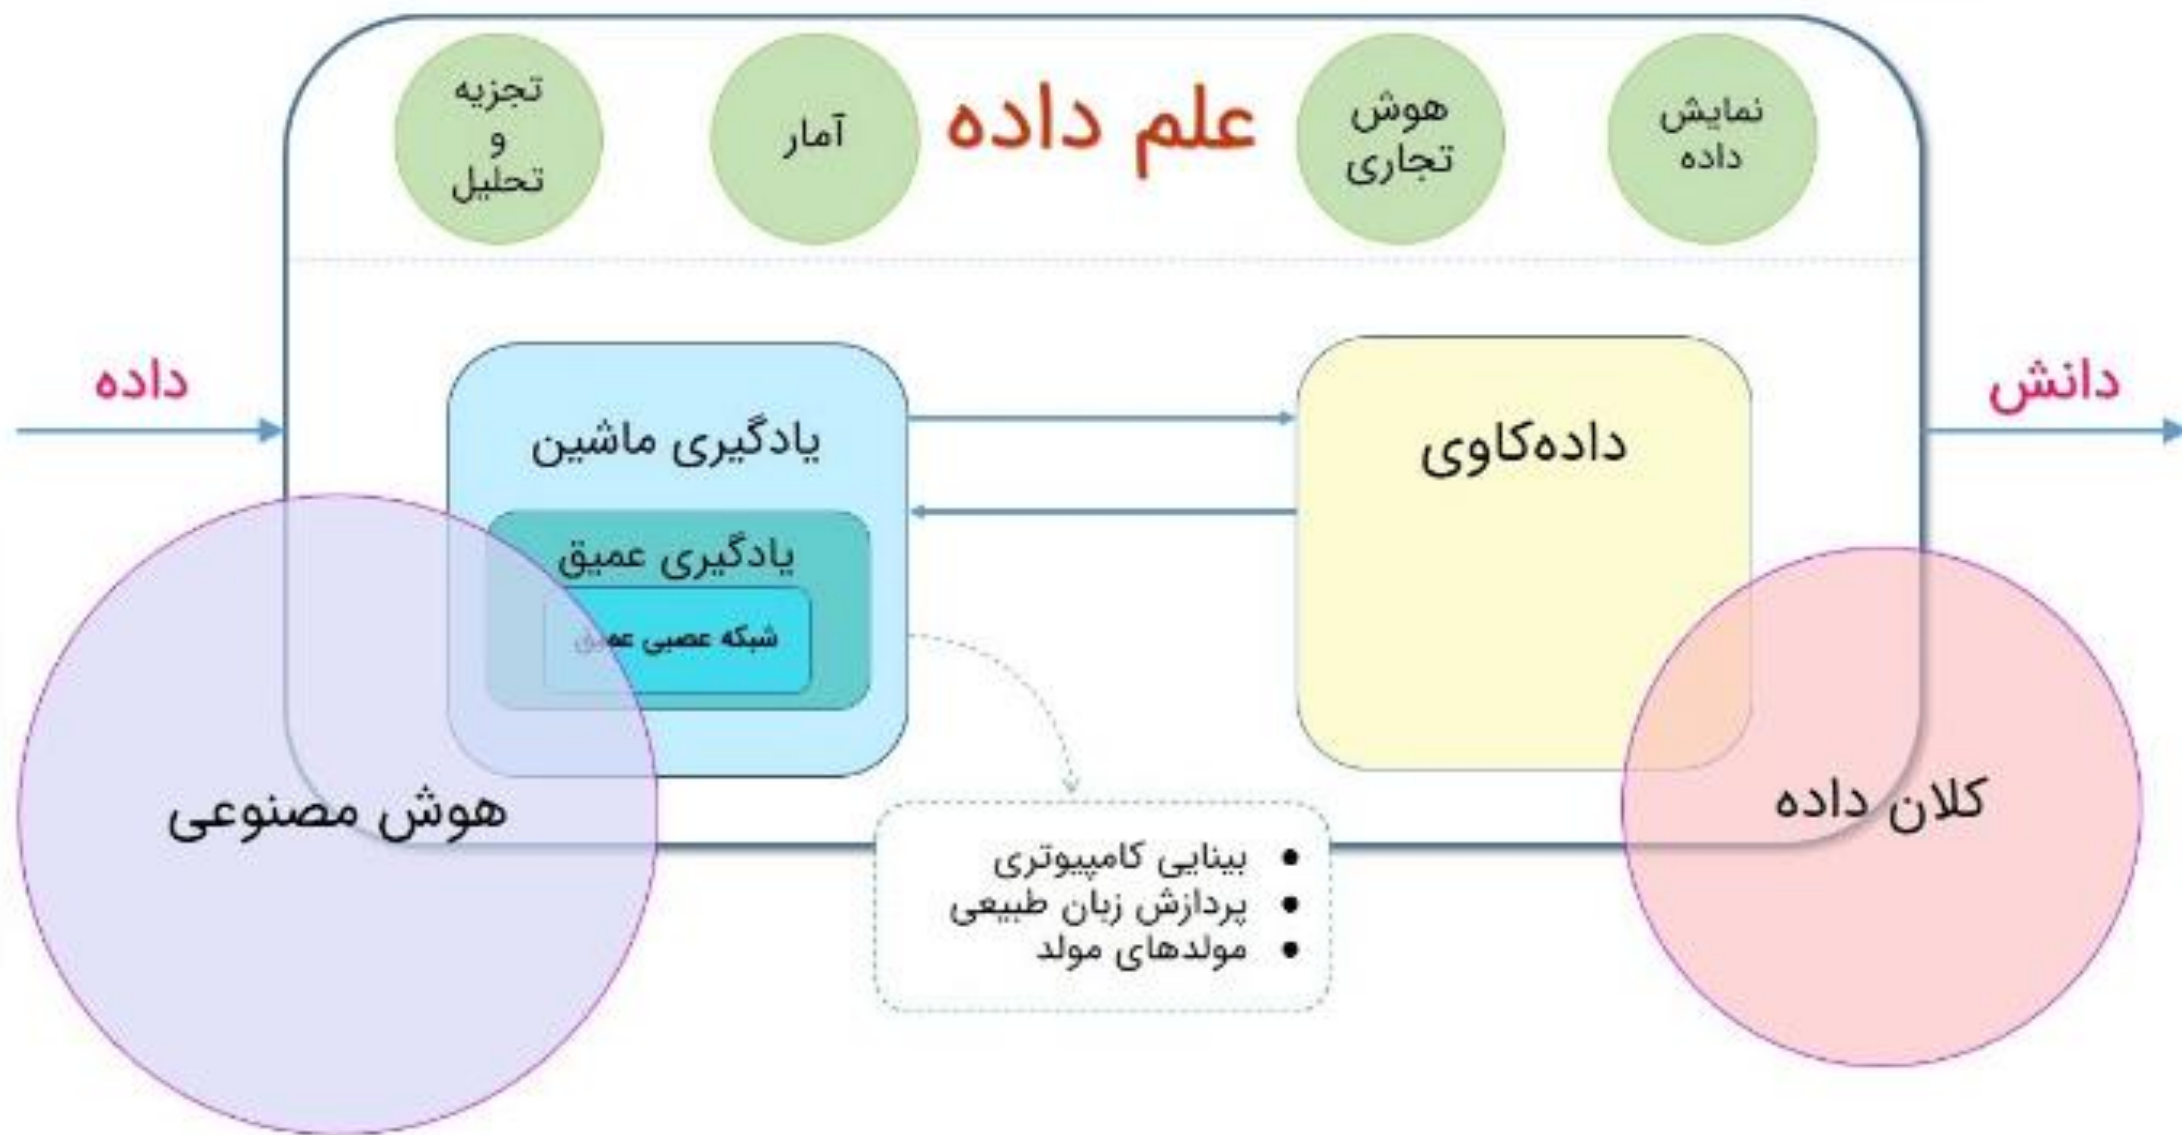 نمایش
داده
هوش
تجاری
علم داده
آمار
تجزیه
و
تحلیل
داده
دانش
یادگیری ماشین
داده‌کاوی
یادگیری عمیق
شبکه عصبی عمیق
هوش مصنوعی
کلان داده
• بینایی کامپیوتری
• پردازش زبان طبیعی
• مولدهای مولد